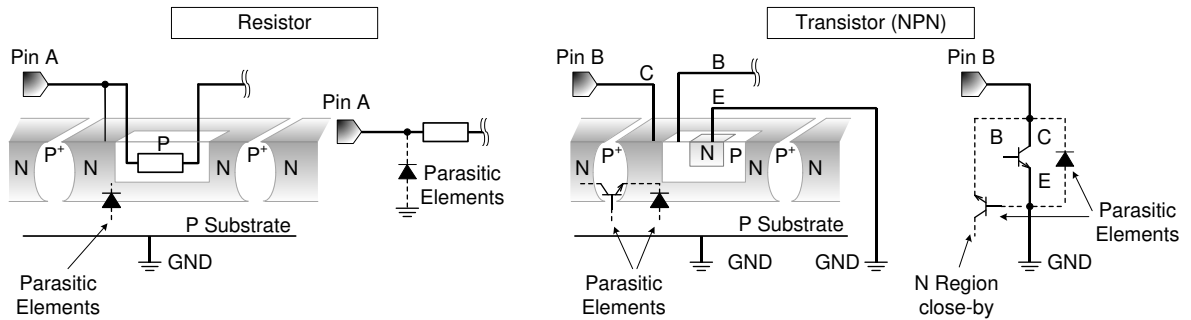 Resistor
Transistor (NPN)
Pin A
Pin A
N
P+
N
P
P+
N
N
Parasitic
Elements
P Substrate
GND
Parasitic
Elements
Pin B
C
B
E
N
P+
N
N
P
P+
N
N
P Substrate
GND
GND
Parasitic
Elements
Pin B
B
C
E
Parasitic
Elements
GND
N Region
close-by